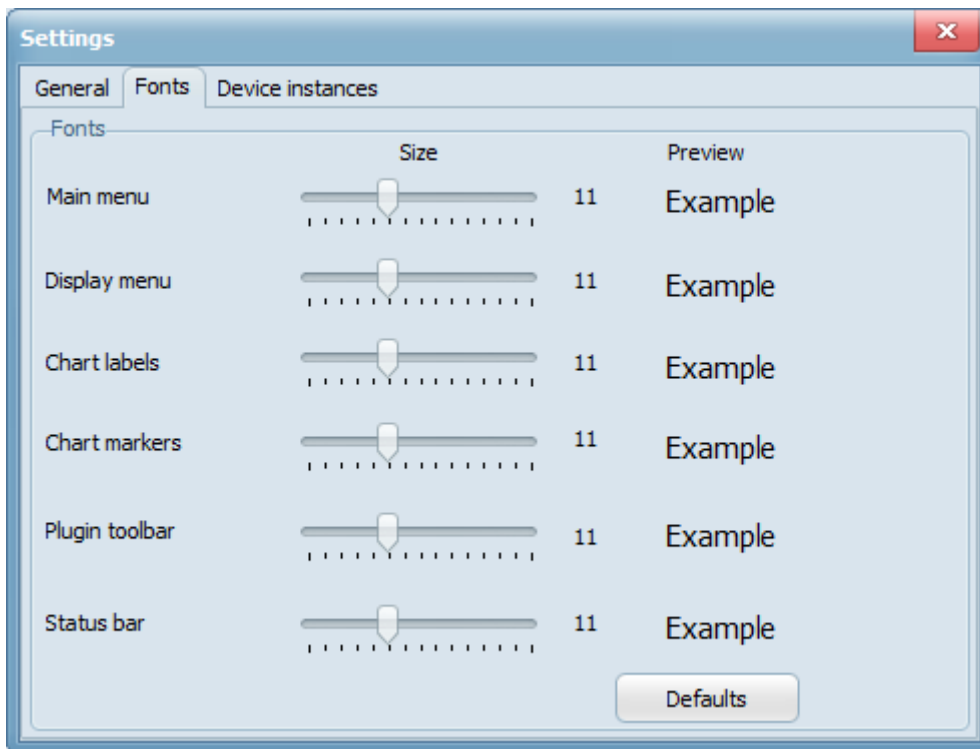 Settings
General Fonts Device instances
Fonts
Size Preview
Main menu 11 Example
Display menu 11 Example
Chart labels 11 Example
Chart markers 11 Example
Plugin toolbar 11 Example
Status bar 11 Example
Defaults